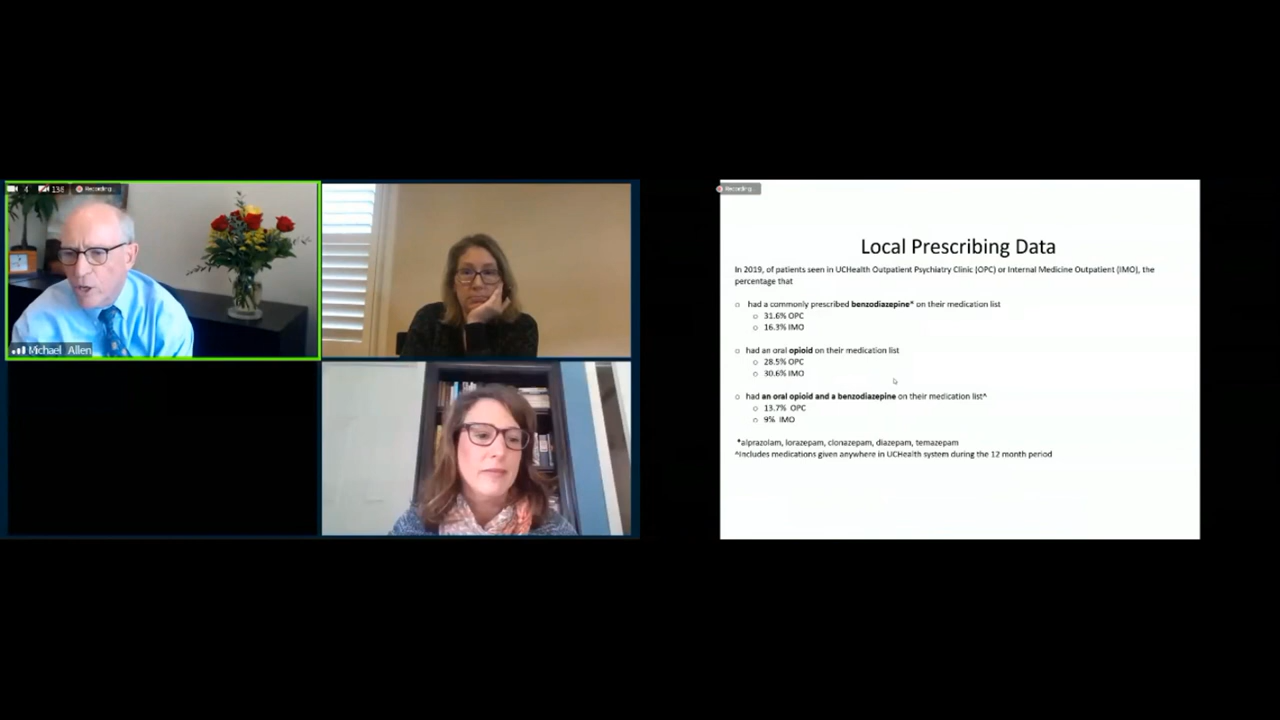 4 138 Recording...
Michael Allen
Recording...
Local Prescribing Data
In 2019, of patients seen in UCHealth Outpatient Psychiatry Clinic (OPC) or Internal Medicine Outpatient (IMO), the
percentage that
o had a commonly prescribed benzodiazepine* on their medication list
o 31.6% OPC
o 16.3% IMO
o had an oral opioid on their medication list
o 28.5% OPC
o 30.6% IMO
o had an oral opioid and a benzodiazepine on their medication list^
o 13.7% OPC
o 9% IMO
*alprazolam, lorazepam, clonazepam, diazepam, temazepam
^Includes medications given anywhere in UCHealth system during the 12 month period